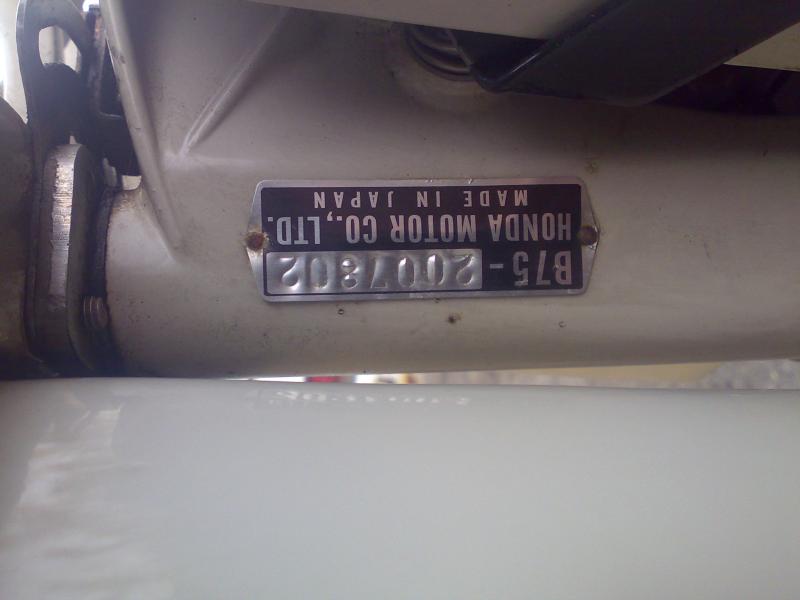 B75-2007802
HONDA MOTOR CO., LTD.
MADE IN JAPAN